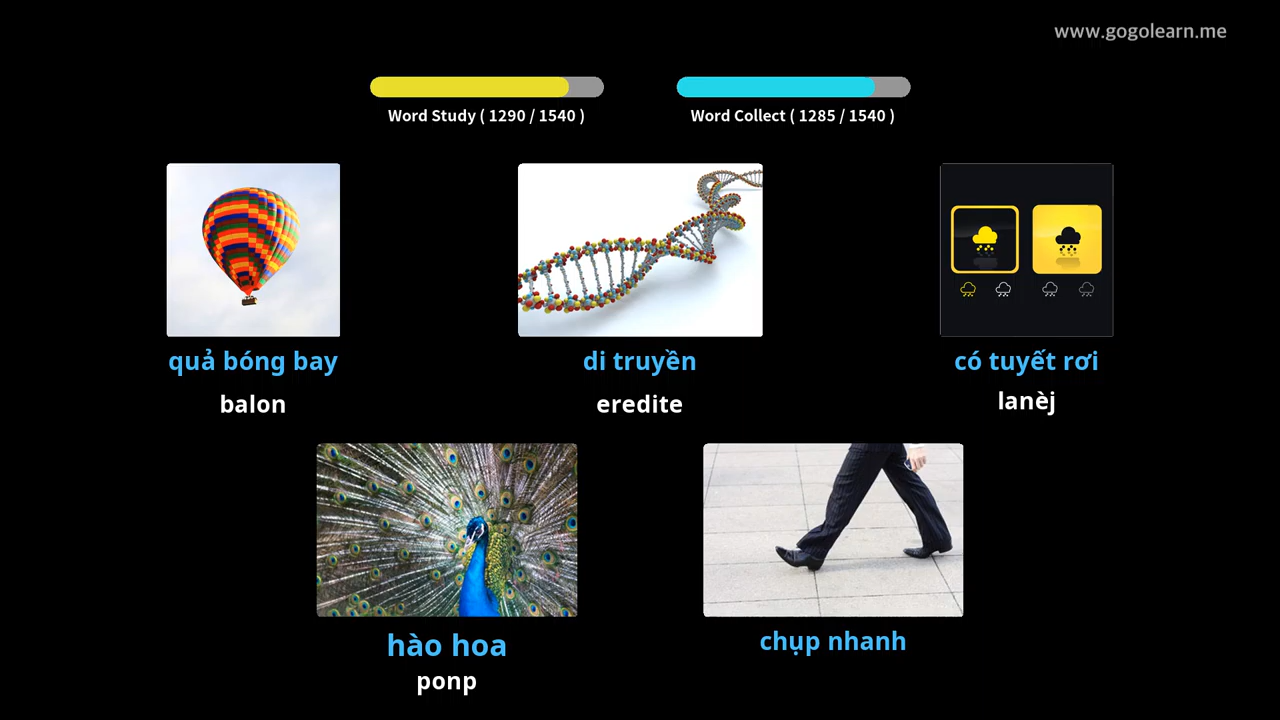 www.gogolearn.me
Word Study ( 1290 / 1540 )
Word Collect ( 1285 / 1540 )
quả bóng bay
balon
di truyền
eredite
có tuyết rơi
lanèj
hào hoa
ponp
chụp nhanh